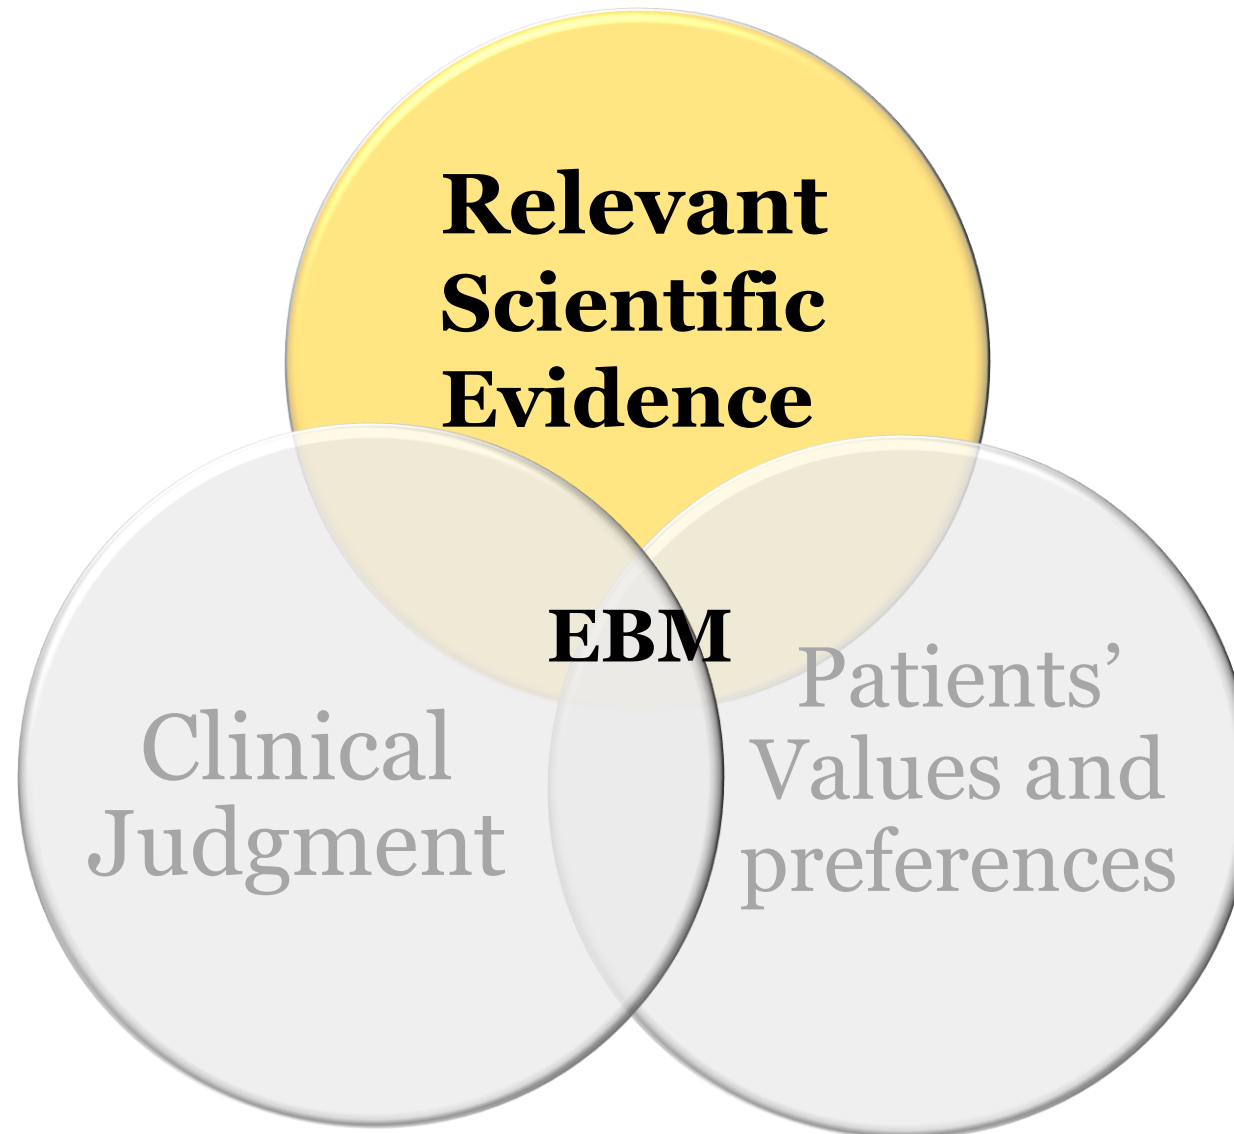 Relevant
Scientific
Evidence
EBM
Clinical
Judgment
Patients’
Values and
preferences